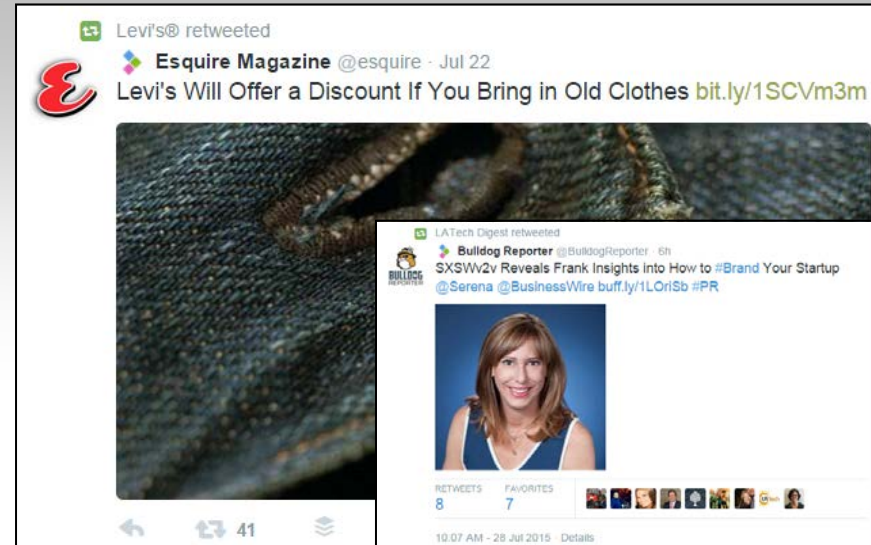 Levi's® retweeted
Esquire Magazine @esquire · Jul 22
Levi's Will Offer a Discount If You Bring in Old Clothes bit.ly/1SCVm3m
41
LATech Digest retweeted
Bulldog Reporter @BulldogReporter · 6h
BULLDOG
REPORTER
SXSWv2v Reveals Frank Insights into How to #Brand Your Startup
@Serena @BusinessWire buff.ly/1LOriSb #PR
RETWEETS FAVORITES
8 7
10:07 AM - 28 Jul 2015 · Details